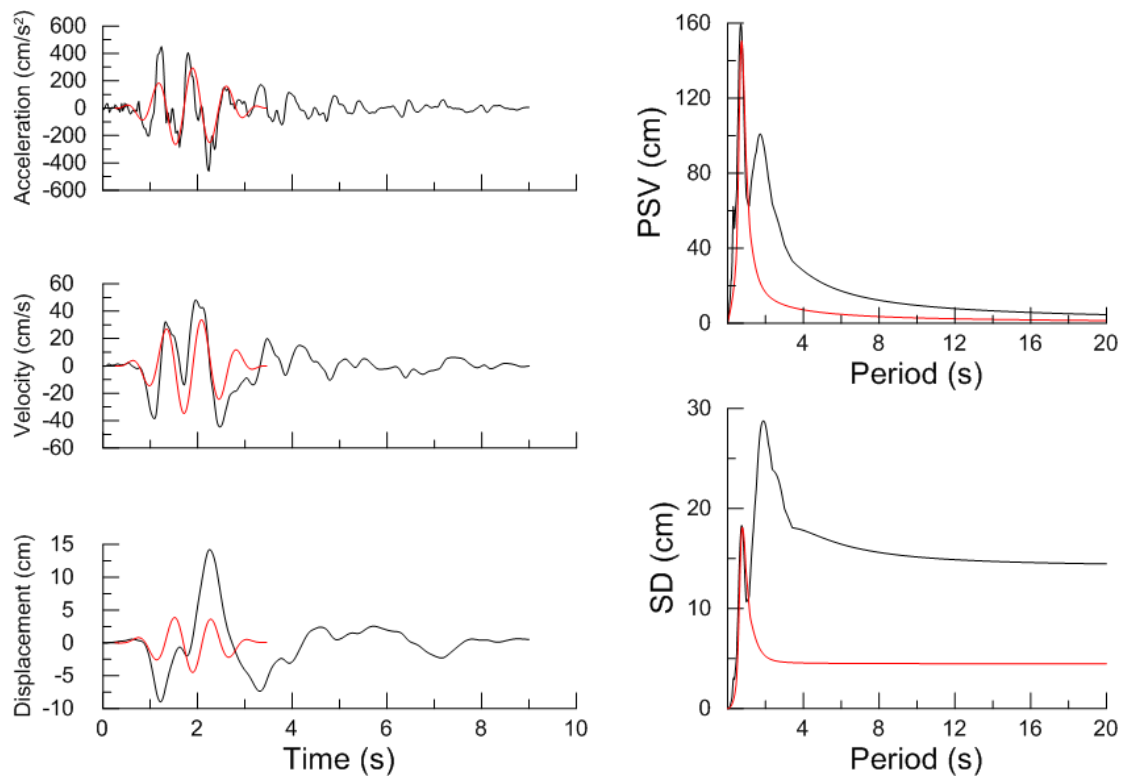 Acceleration (cm/s²)
600
400
200
0
-200
-400
-600
Velocity (cm/s)
60
40
20
0
-20
-40
-60
Displacement (cm)
15
10
5
0
-5
-10
0 2 4 6 8 10
Time (s)
PSV (cm)
160
120
80
40
0
4 8 12 16 20
Period (s)
SD (cm)
30
20
10
0
4 8 12 16 20
Period (s)